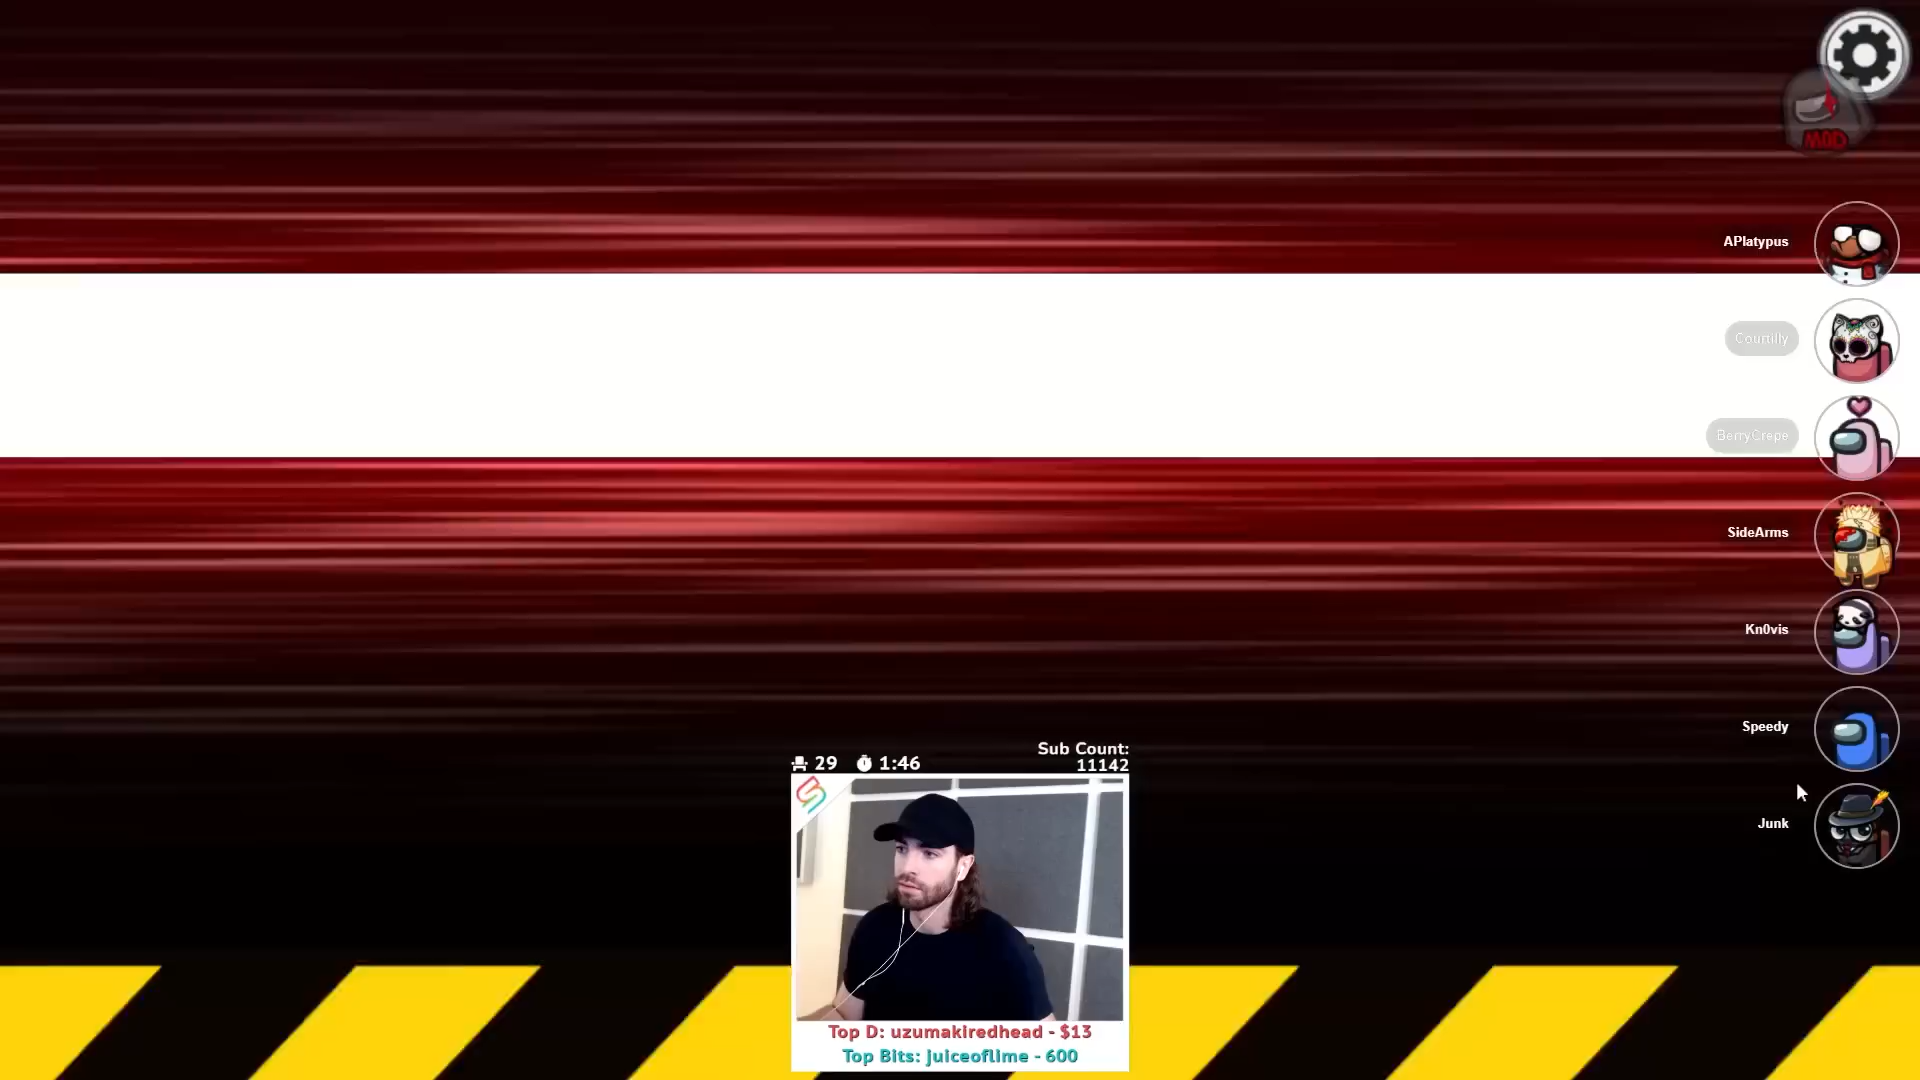 MOD
APlatypus
Courtilly
BerryCrepe
SideArms
Kn0vis
Speedy
Junk
29 1:46
Sub Count:
11142
Top D: uzumakiredhead - $13
Top Bits: juiceoflime - 600